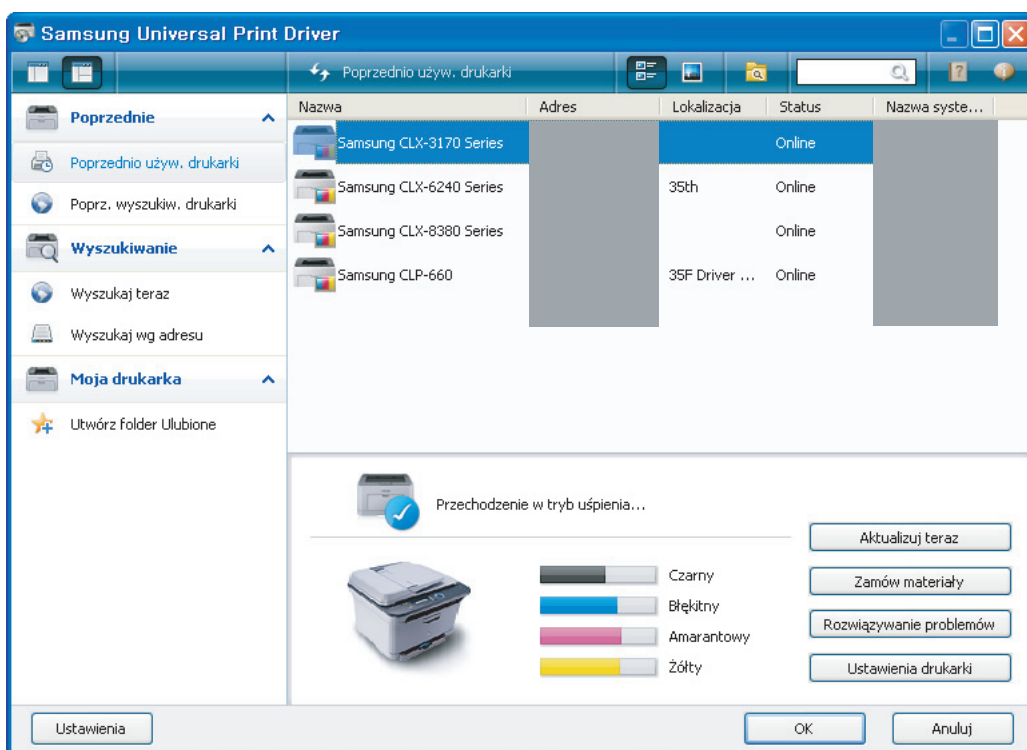 Samsung Universal Print Driver
Poprzednio używ. drukarki
Poprzednie
Poprzednio używ. drukarki
Poprz. wyszukiw. drukarki
Wyszukiwanie
Wyszukaj teraz
Wyszukaj wg adresu
Moja drukarka
Utwórz folder Ulubione
Nazwa Adres Lokalizacja Status Nazwa syste...
Samsung CLX-3170 Series Online
Samsung CLX-6240 Series 35th Online
Samsung CLX-8380 Series Online
Samsung CLP-660 35F Driver ... Online
Przechodzenie w tryb uśpienia...
Czarny
Błękitny
Amarantowy
Żółty
Aktualizuj teraz
Zamów materiały
Rozwiązywanie problemów
Ustawienia drukarki
Ustawienia
OK
Anuluj